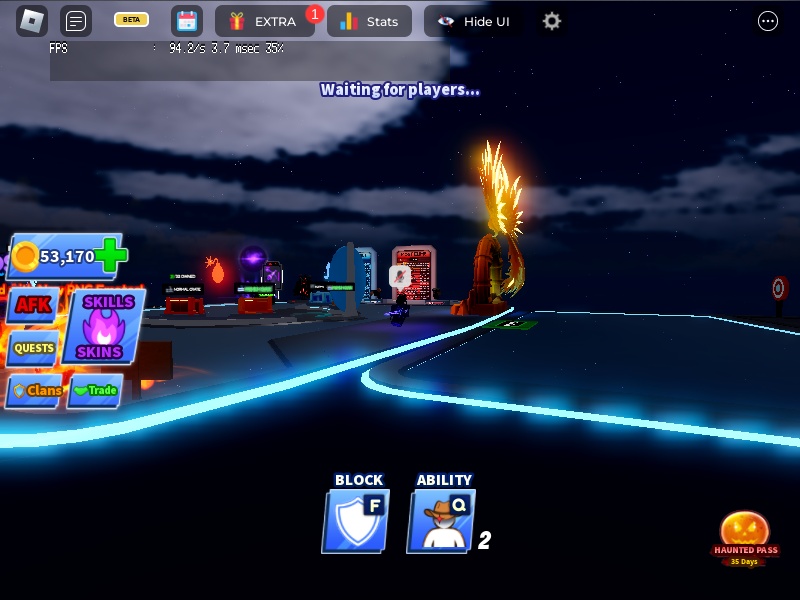 BETA
EXTRA
1
Stats
Hide UI
FPS : 94.2/s 3.7 msec 35%
Waiting for players...
53,170
AFK
SKILLS
SKINS
QUESTS
Clans
Trade
BLOCK
ABILITY
F
Q
2
HAUNTED PASS
35 Days